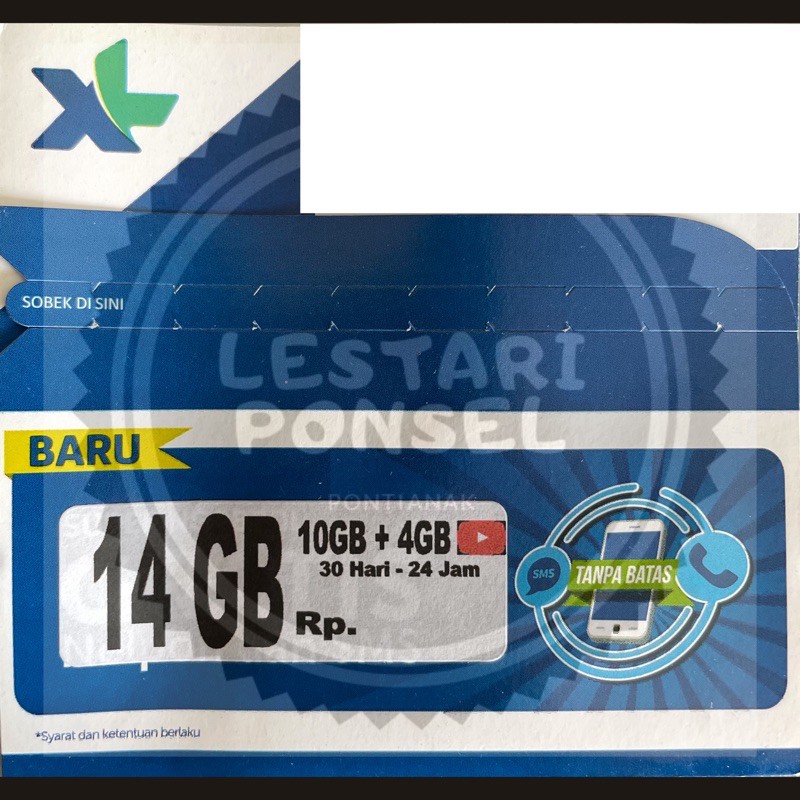 XL
SOBEK DI SINI
LESTARI
PONSEL
PONTIANAK
BARU
14 GB
10GB + 4GB
30 Hari - 24 Jam
Rp.
SMS
TANPA BATAS
*Syarat dan ketentuan berlaku